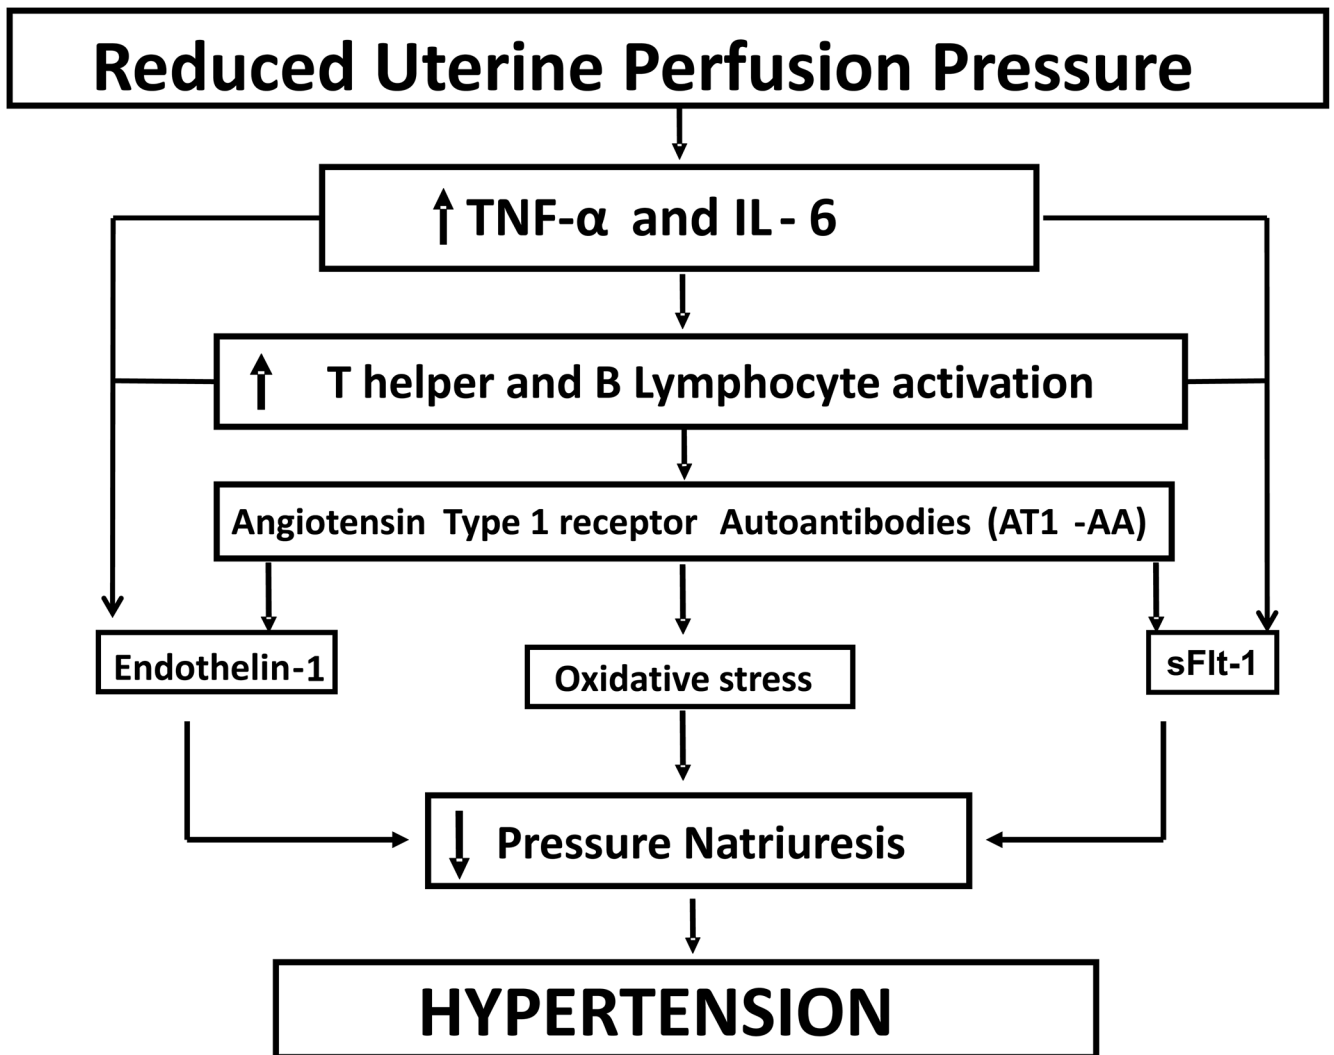 Reduced Uterine Perfusion Pressure
↑ TNF-α and IL - 6
↑ T helper and B Lymphocyte activation
Angiotensin Type 1 receptor Autoantibodies (AT1 -AA)
Endothelin-1
Oxidative stress
sFlt-1
↓ Pressure Natriuresis
HYPERTENSION